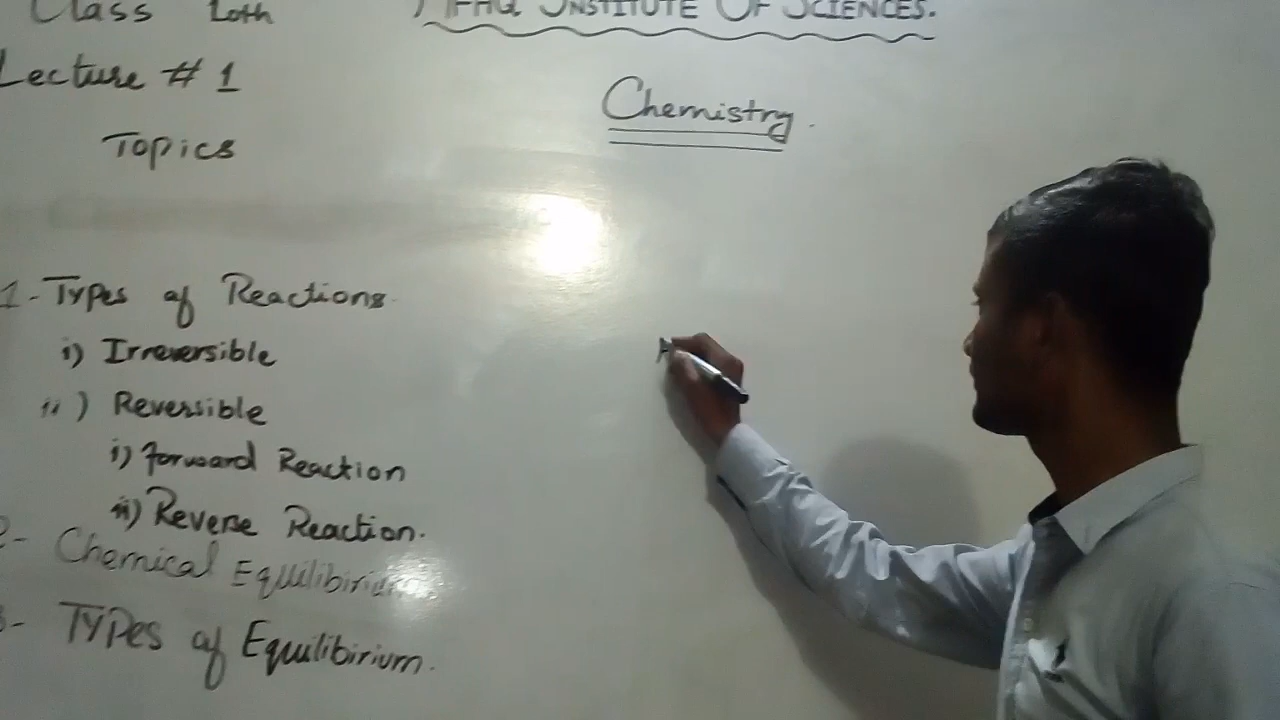 Class 10th
INSTITUTE OF SCIENCES.
Lecture # 1
Chemistry.
Topics
1- Types of Reactions
i) Irreversible
ii) Reversible
i) forward Reaction
ii) Reverse Reaction.
2- Chemical Equilibirium
3- Types of Equilibirium.